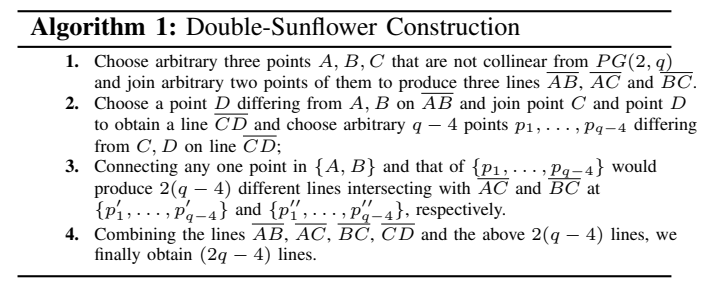 Algorithm 1: Double-Sunflower Construction
1. Choose arbitrary three points A, B, C that are not collinear from PG(2, q)
and join arbitrary two points of them to produce three lines $\overline{AB}$, $\overline{AC}$ and $\overline{BC}$.
2. Choose a point D differing from A, B on $\overline{AB}$ and join point C and point D
to obtain a line $\overline{CD}$ and choose arbitrary q − 4 points $p_1, \ldots, p_{q-4}$ differing
from C, D on line $\overline{CD}$;
3. Connecting any one point in {A, B} and that of $\{p_1, \ldots, p_{q-4}\}$ would
produce 2(q − 4) different lines intersecting with $\overline{AC}$ and $\overline{BC}$ at
$\{p'_1, \ldots, p'_{q-4}\}$ and $\{p''_1, \ldots, p''_{q-4}\}$, respectively.
4. Combining the lines $\overline{AB}$, $\overline{AC}$, $\overline{BC}$, $\overline{CD}$ and the above 2(q − 4) lines, we
finally obtain (2q − 4) lines.